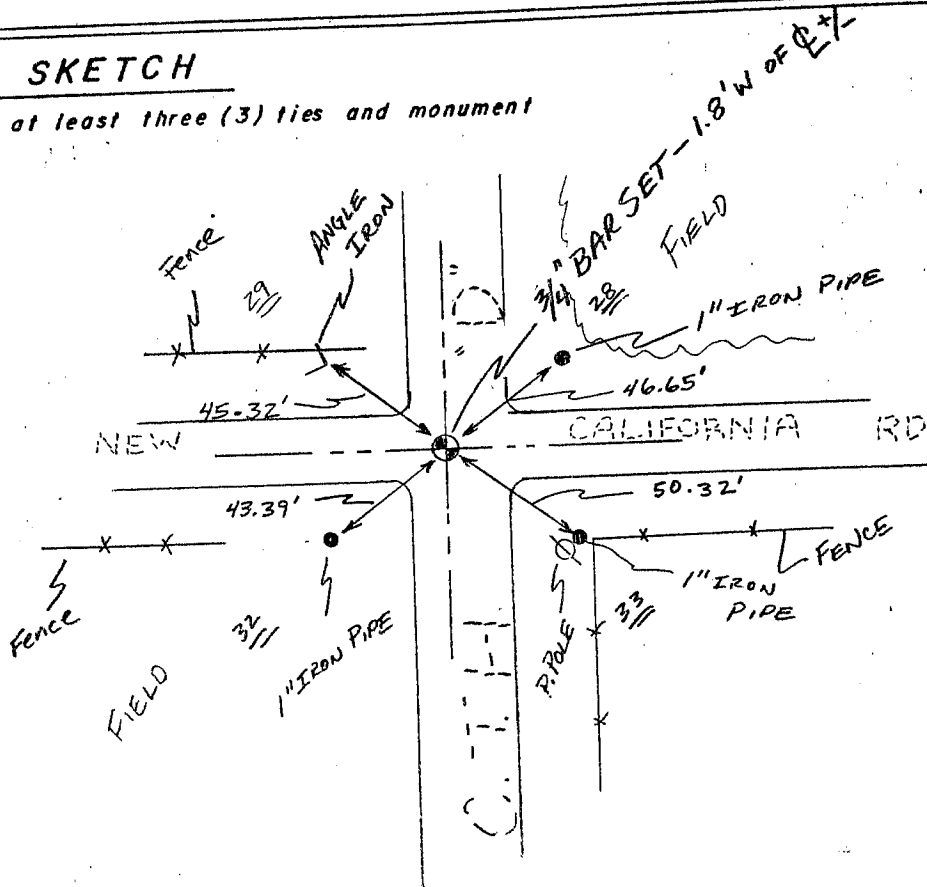 SKETCH
at least three (3) ties and monument
3/4" BAR SET - 1.8' W OF ℄ +/-
Fence
29
ANGLE
IRON
"D"
28
FIELD
1" IRON PIPE
45.32'
46.65'
NEW CALIFORNIA RD
43.39'
50.32'
Fence
32
FIELD
1" IRON PIPE
C.T.H.
P.POLE
33
1" IRON
PIPE
FENCE